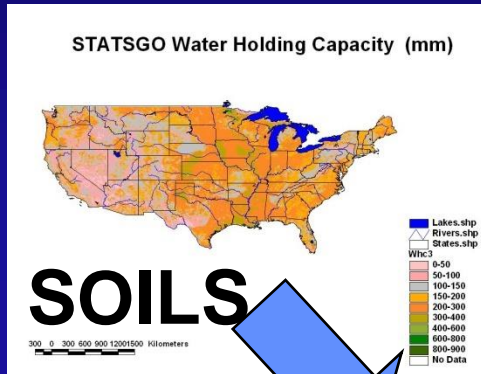 STATSGO Water Holding Capacity (mm)
Lakes.shp
Rivers.shp
States.shp
Whc3
0-50
50-100
100-150
150-200
200-300
300-400
400-600
600-800
800-900
No Data
SOILS
300 0 300 600 900 12001500 Kilometers